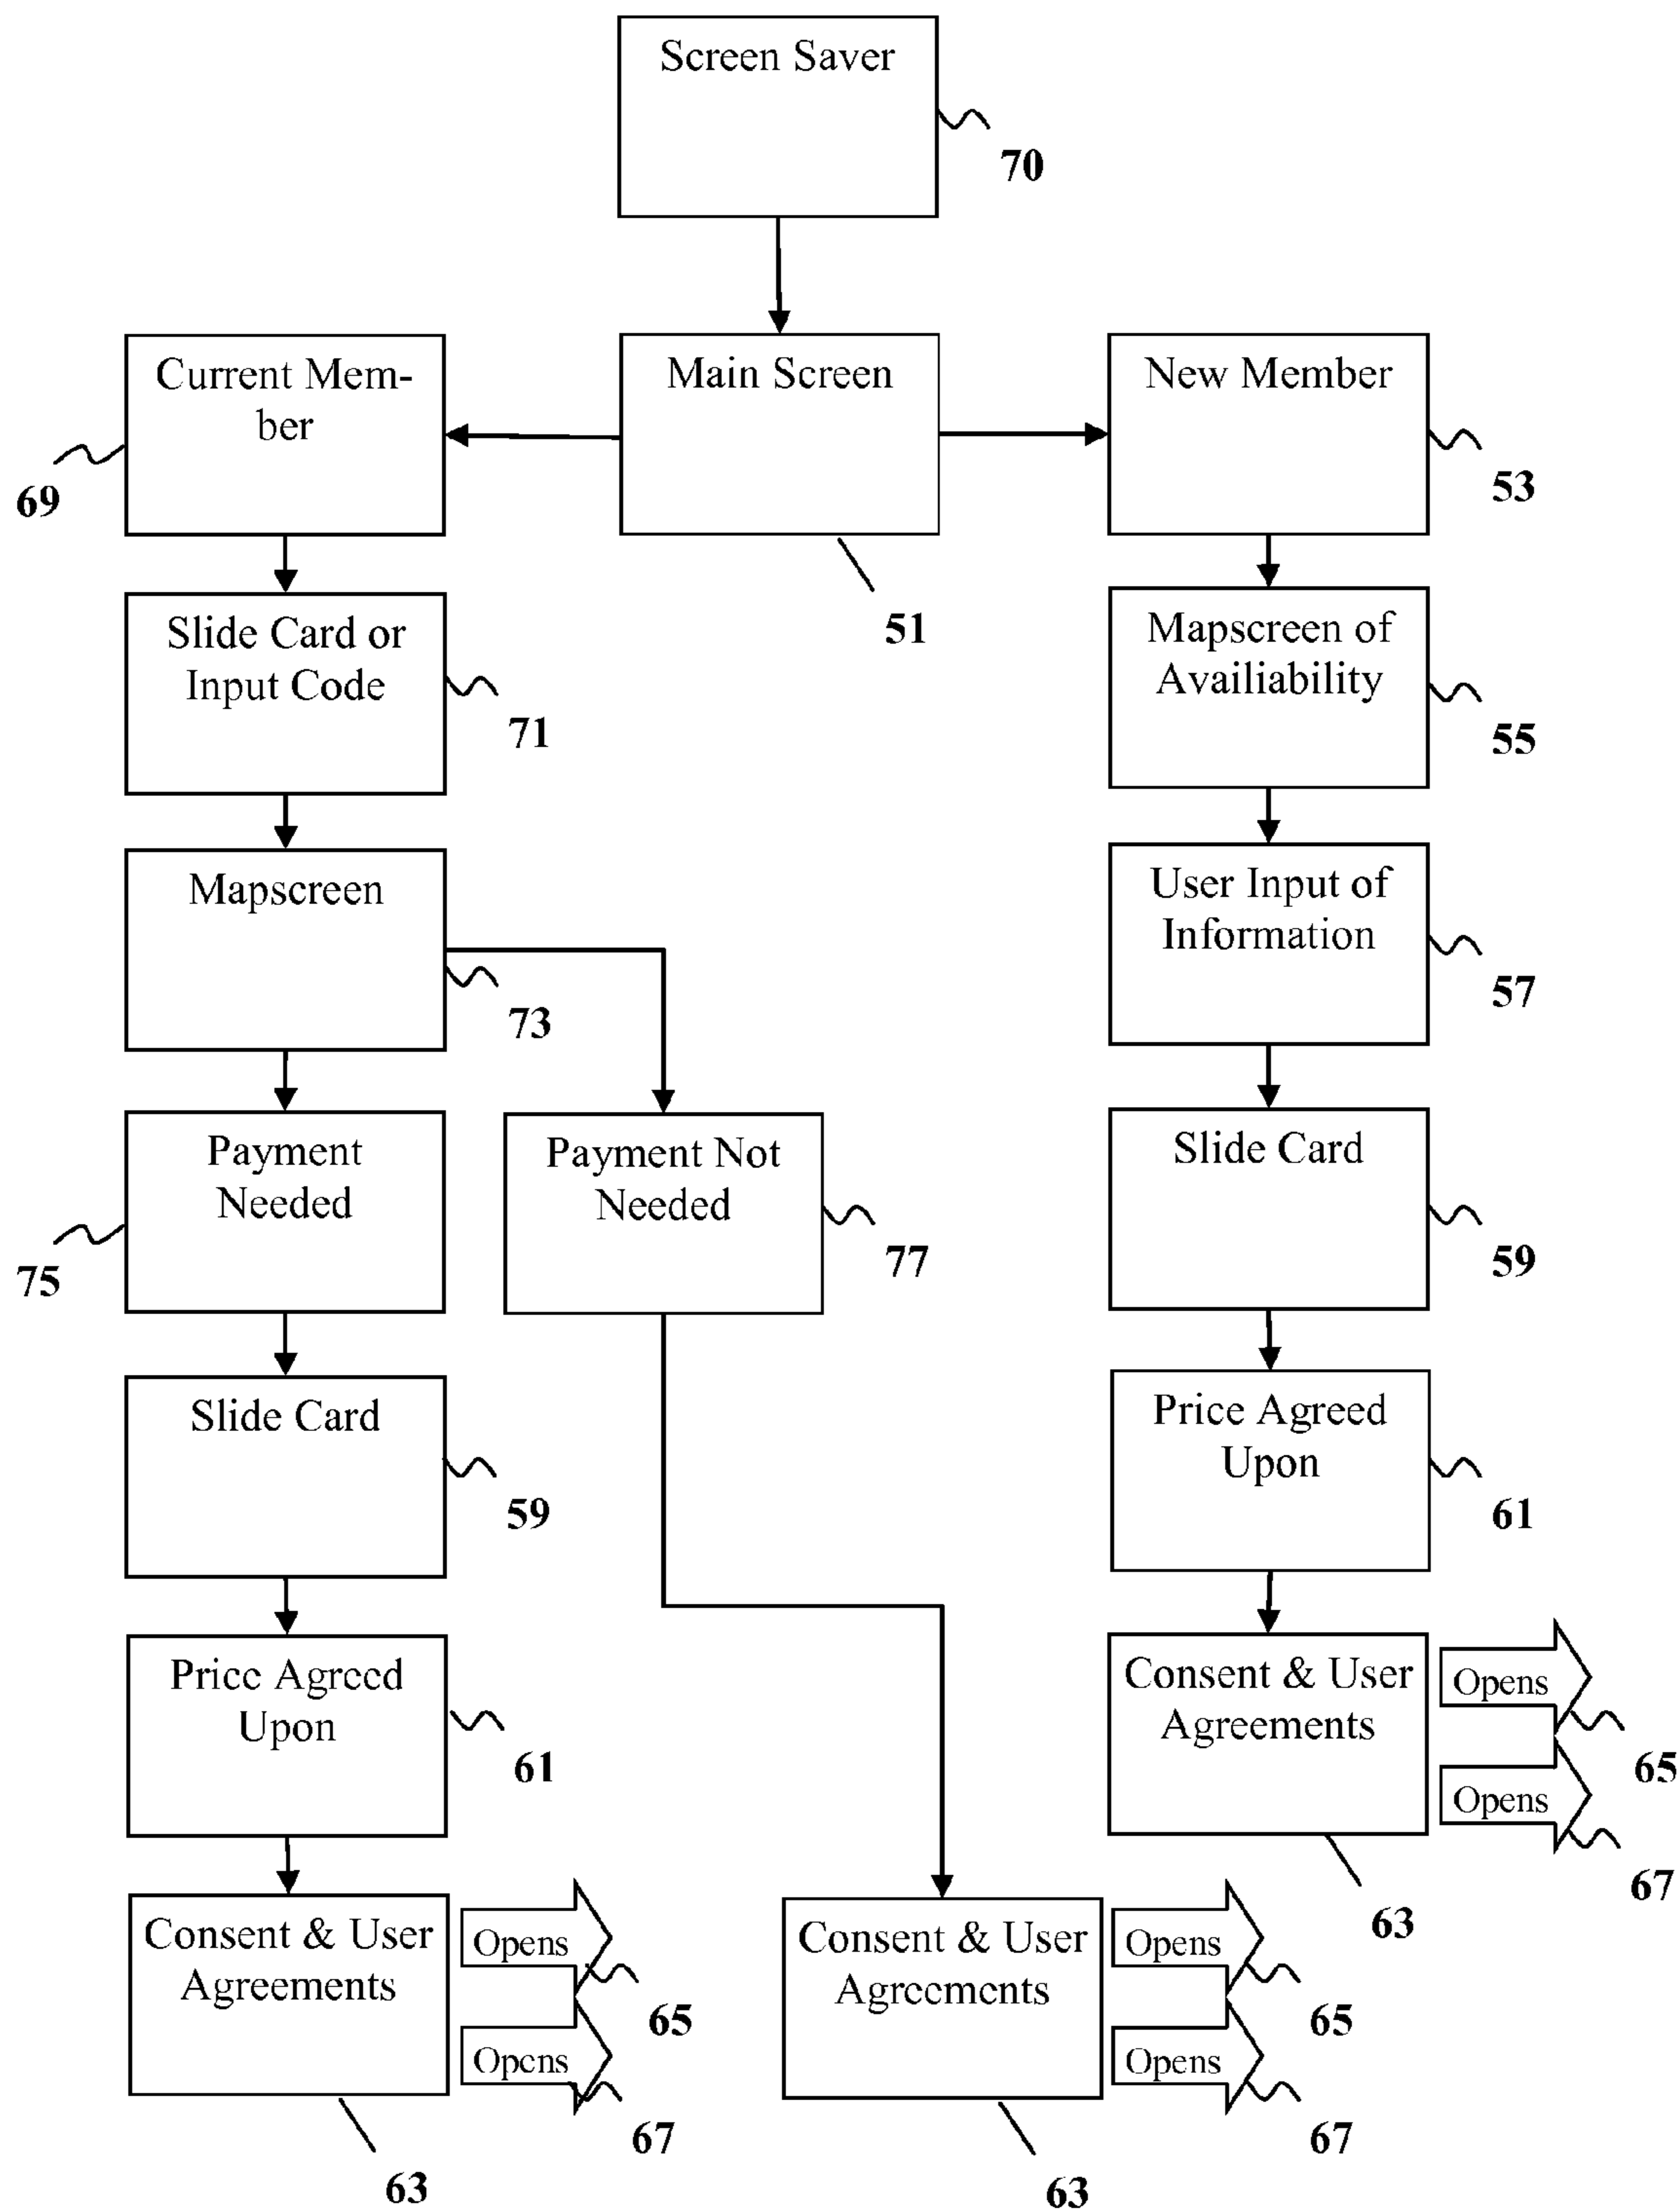 Screen Saver
70
Current Mem-
ber
69
Main Screen
51
New Member
53
Slide Card or
Input Code
71
Mapscreen of
Availiability
55
Mapscreen
73
User Input of
Information
57
Payment
Needed
75
Payment Not
Needed
77
Slide Card
59
Slide Card
59
Price Agreed
Upon
61
Price Agreed
Upon
61
Consent & User
Agreements
Opens
65
Opens
67
63
Consent & User
Agreements
Opens
65
Opens
67
63
Consent & User
Agreements
Opens
65
Opens
67
63